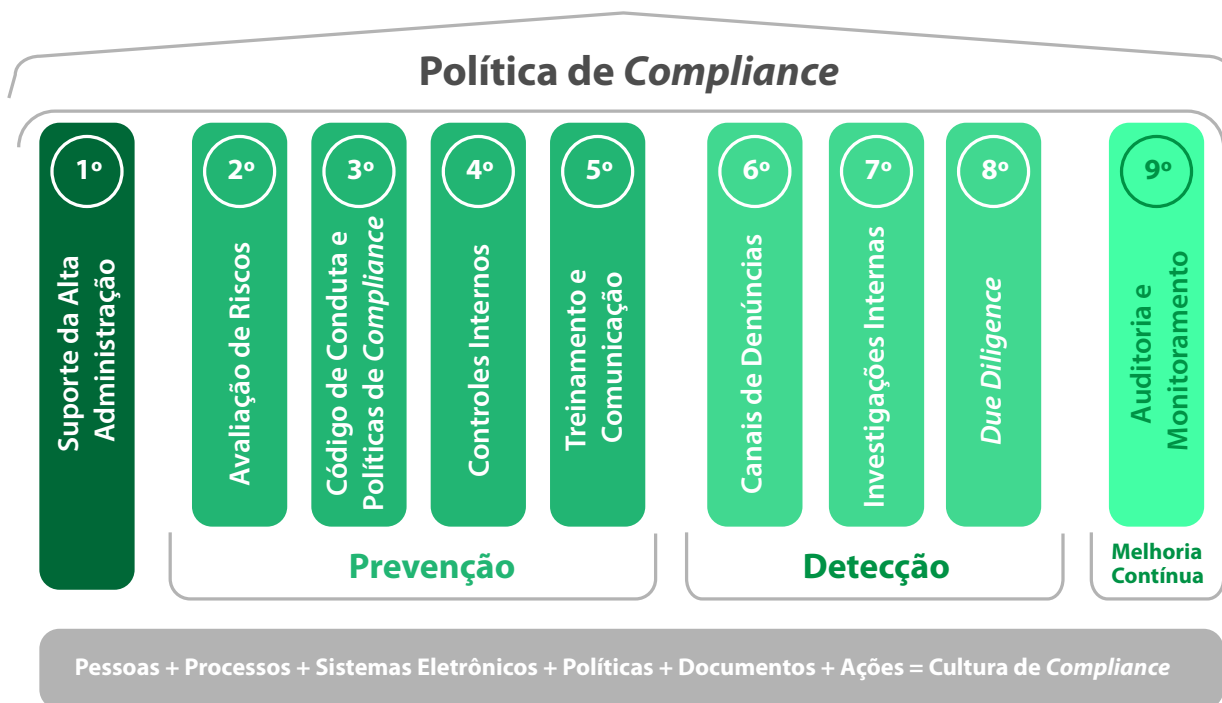 Política de Compliance
1º
Suporte da Alta
Administração
2º
Avaliação de Riscos
3º
Código de Conduta e
Políticas de Compliance
4º
Controles Internos
5º
Treinamento e
Comunicação
6º
Canais de Denúncias
7º
Investigações Internas
8º
Due Diligence
9º
Auditoria e
Monitoramento
Prevenção
Detecção
Melhoria
Contínua
Pessoas + Processos + Sistemas Eletrônicos + Políticas + Documentos + Ações = Cultura de Compliance